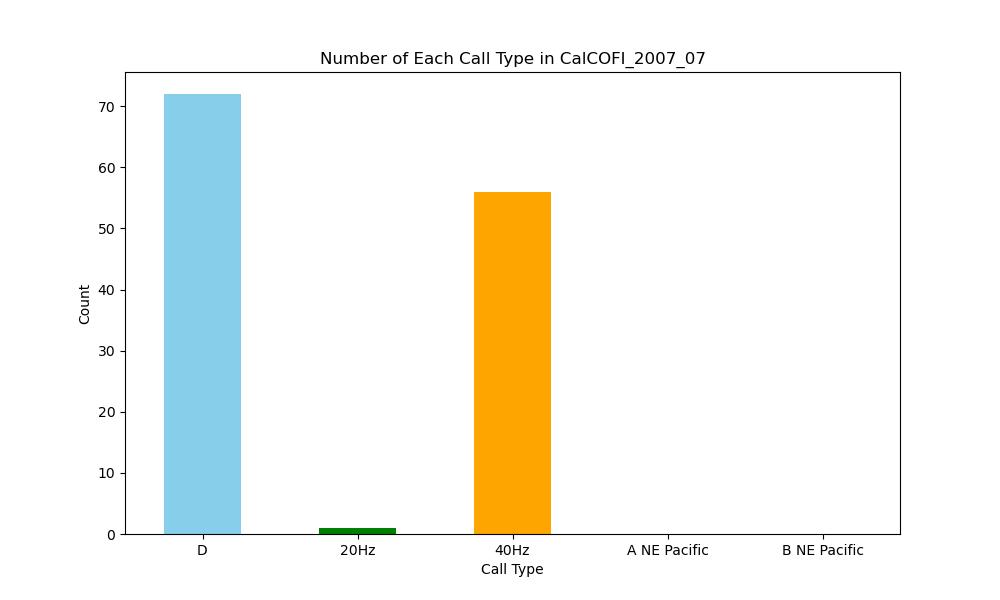 Number of Each Call Type in CalCOFI_2007_07
70
60
50
40
30
20
10
0
Count
D
20Hz
40Hz
A NE Pacific
B NE Pacific
Call Type